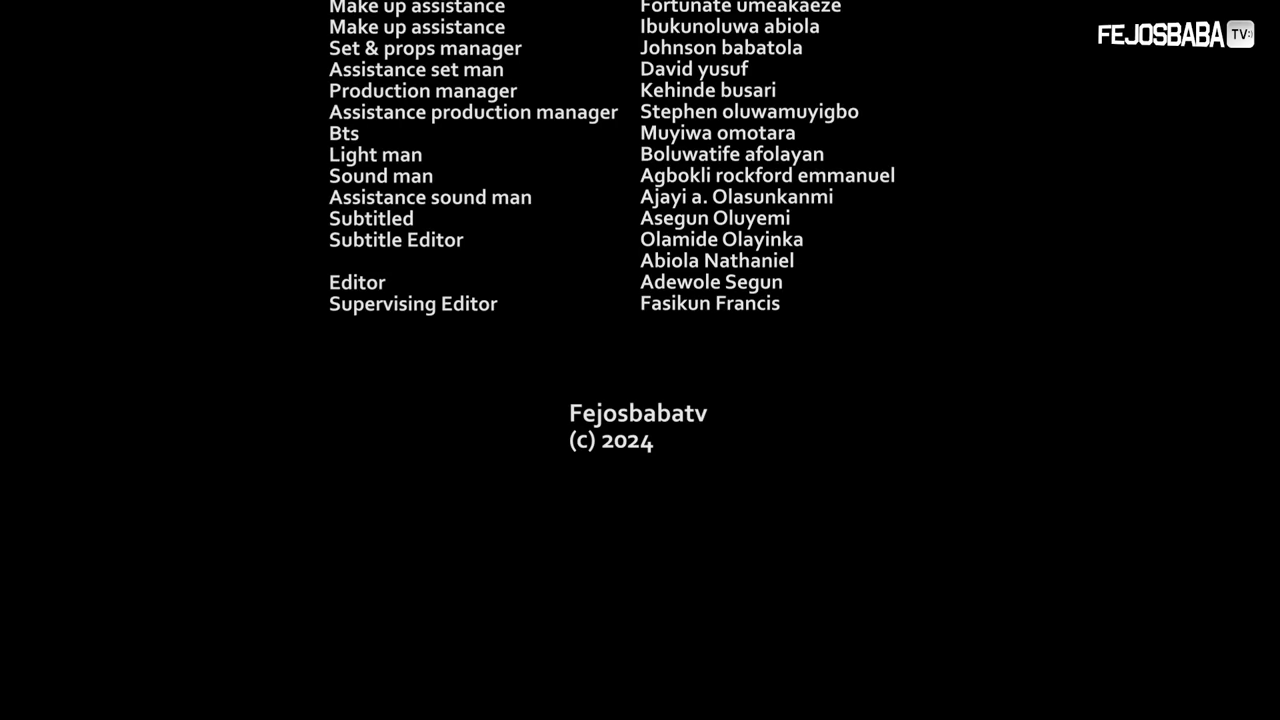 Make up assistance Fortunate umeakaeze
Make up assistance Ibukunoluwa abiola
Set & props manager Johnson babatola
Assistance set man David yusuf
Production manager Kehinde busari
Assistance production manager Stephen oluwamuyigbo
Bts Muyiwa omotara
Light man Boluwatife afolayan
Sound man Agbokli rockford emmanuel
Assistance sound man Ajayi a. Olasunkanmi
Subtitled Asegun Oluyemi
Subtitle Editor Olamide Olayinka
Abiola Nathaniel
Editor Adewole Segun
Supervising Editor Fasikun Francis
Fejosbabatv
(c) 2024
FEJOSBABA TV:)